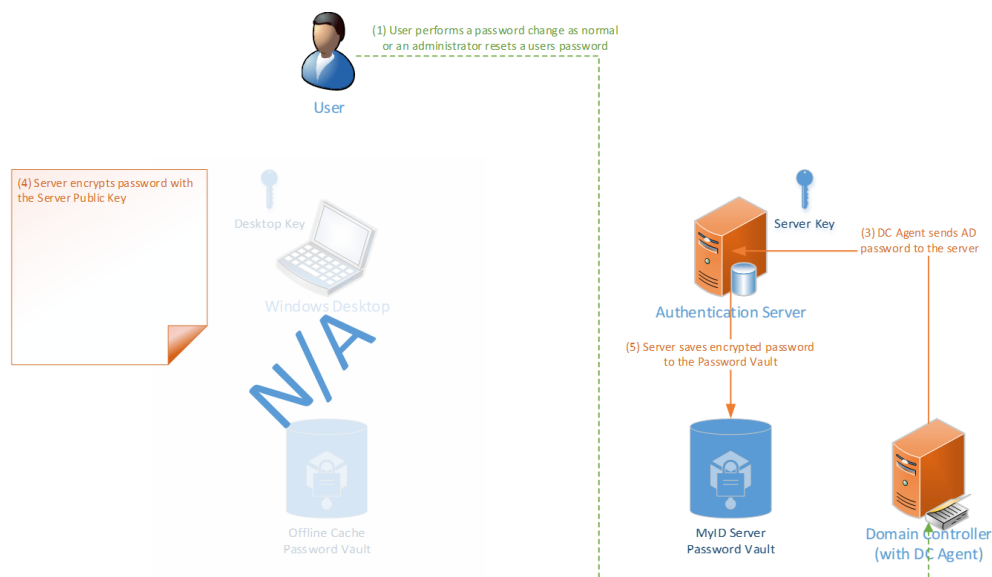 (1) User performs a password change as normal
or an administrator resets a users password
User
(4) Server encrypts password with
the Server Public Key
Desktop Key
Windows Desktop
N/A
Offline Cache
Password Vault
Server Key
(3) DC Agent sends AD
password to the server
Authentication Server
(5) Server saves encrypted password
to the Password Vault
MyID Server
Password Vault
Domain Controller
(with DC Agent)